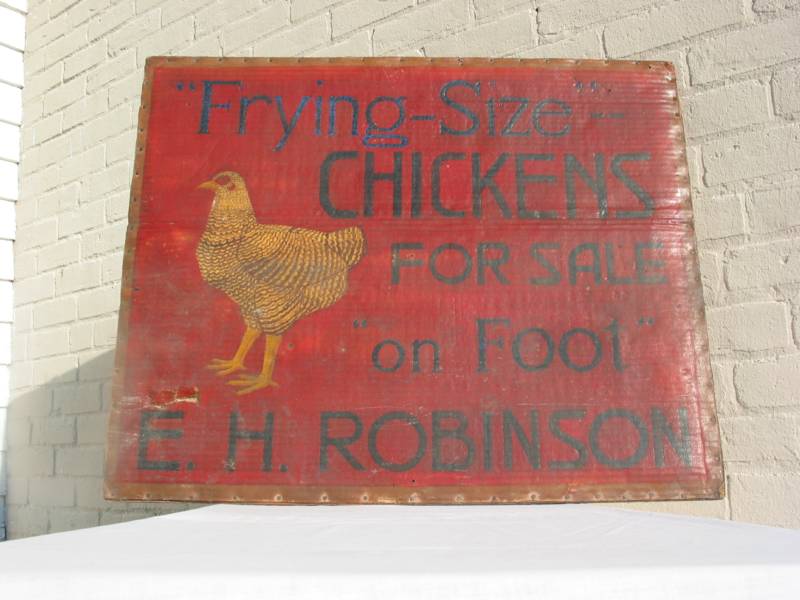 "Frying-Size"-
CHICKENS
FOR SALE
"on Foot"
E. H. ROBINSON